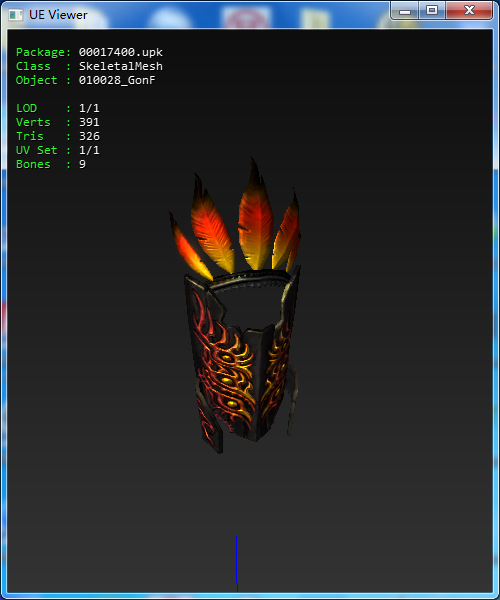 UE Viewer
Package: 00017400.upk
Class : SkeletalMesh
Object : 010028_GonF
LOD : 1/1
Verts : 391
Tris : 326
UV Set : 1/1
Bones : 9